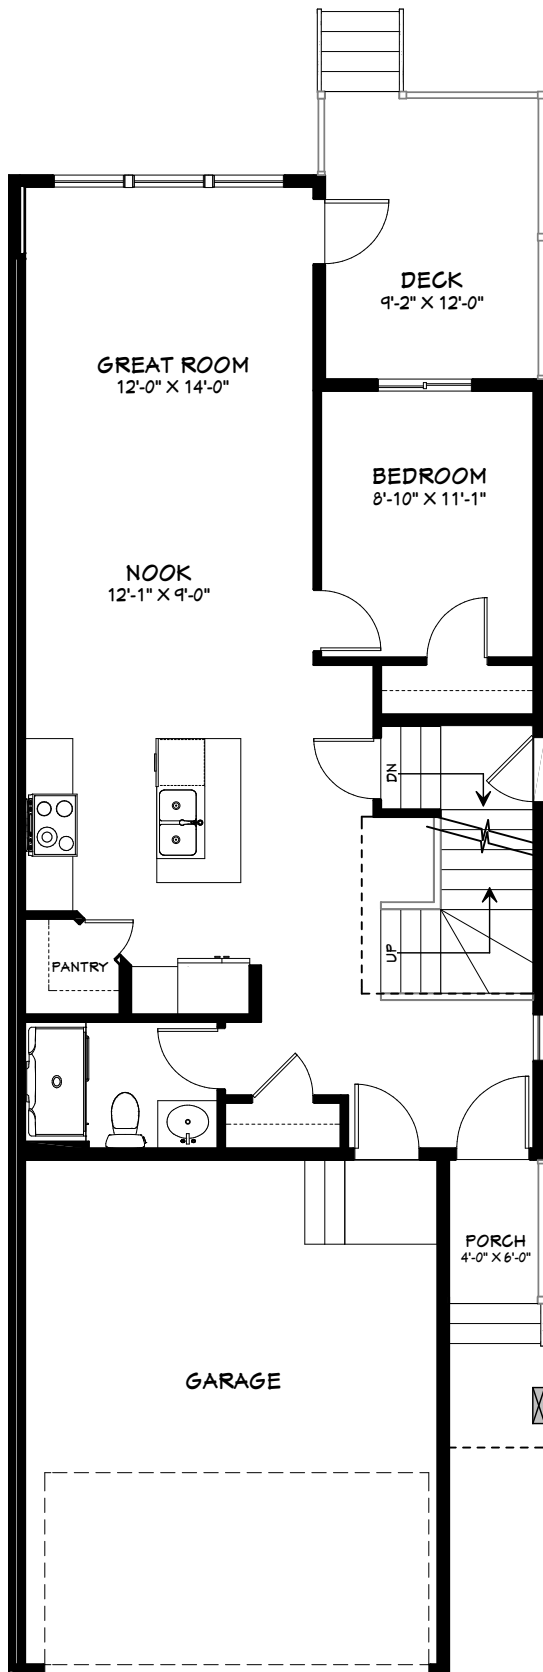 DECK
9'-2" X 12'-0"
GREAT ROOM
12'-0" X 14'-0"
BEDROOM
8'-10" X 11'-1"
NOOK
12'-1" X 9'-0"
DN
UP
PANTRY
PORCH
4'-0" X 6'-0"
GARAGE